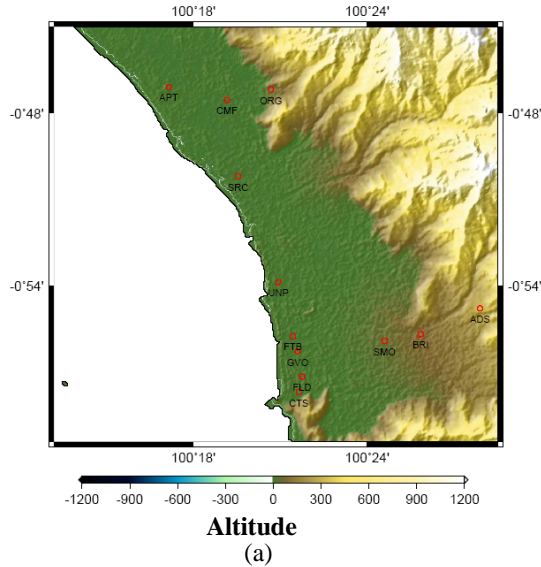 100°18' 100°24'
APT CMF ORG
-0°48' -0°48'
SRC
-0°54' UNP -0°54'
ADS
FTB SMO BRI
GVO
FLD
CTS
100°18' 100°24'
-1200 -900 -600 -300 0 300 600 900 1200
Altitude
(a)